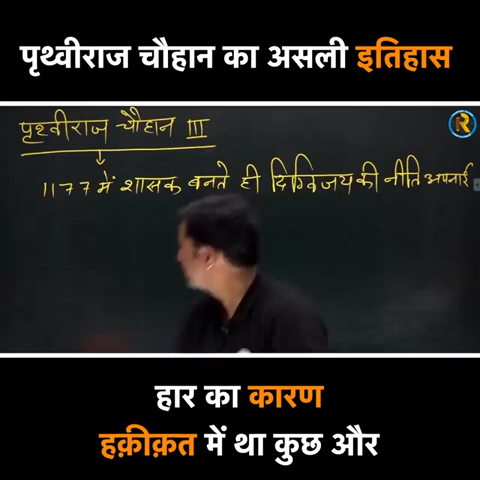 पृथ्वीराज चौहान का असली इतिहास
पृथ्वीराज चौहान III
1177 में शासक बनते ही दिग्विजय की नीति अपनाई
हार का कारण
हक़ीक़त में था कुछ और